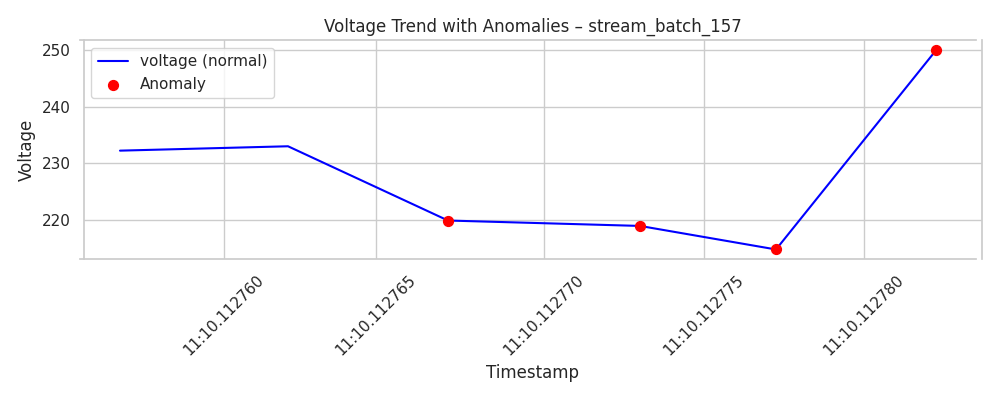 Voltage Trend with Anomalies – stream_batch_157
voltage (normal)
Anomaly
Voltage
250
240
230
220
11:10.112760
11:10.112765
11:10.112770
11:10.112775
11:10.112780
Timestamp